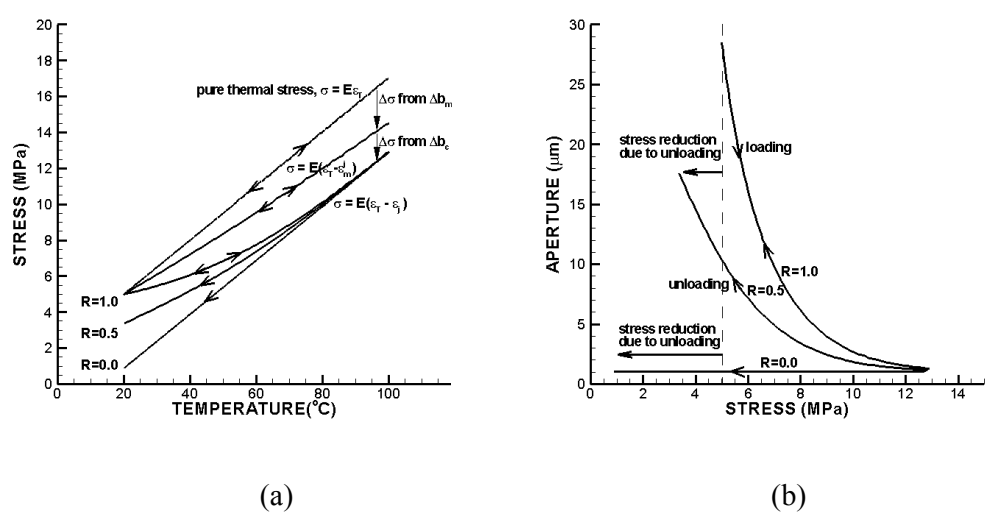 20
18
16
14
12
10
8
6
4
2
0
STRESS (MPa)
pure thermal stress, σ = Eε_T
Δσ from Δb_m
Δσ from Δb_c
σ = E(ε_T-ε^j_m)
σ = E(ε_T - ε_j)
R=1.0
R=0.5
R=0.0
0 20 40 60 80 100
TEMPERATURE(°C)
(a)
30
25
20
15
10
5
0
APERTURE (μm)
stress reduction
due to unloading
loading
R=1.0
unloading
R=0.5
stress reduction
due to unloading
R=0.0
0 2 4 6 8 10 12 14
STRESS (MPa)
(b)